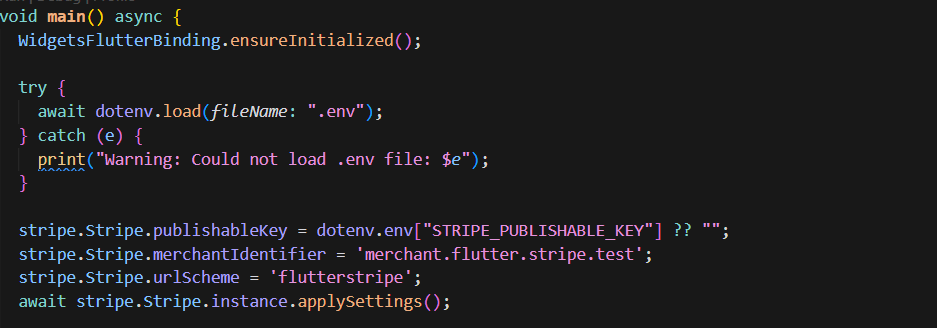 void main() async {
  WidgetsFlutterBinding.ensureInitialized();

  try {
    await dotenv.load(fileName: ".env");
  } catch (e) {
    print("Warning: Could not load .env file: $e");
  }

  stripe.Stripe.publishableKey = dotenv.env["STRIPE_PUBLISHABLE_KEY"] ?? "";
  stripe.Stripe.merchantIdentifier = 'merchant.flutter.stripe.test';
  stripe.Stripe.urlScheme = 'flutterstripe';
  await stripe.Stripe.instance.applySettings();